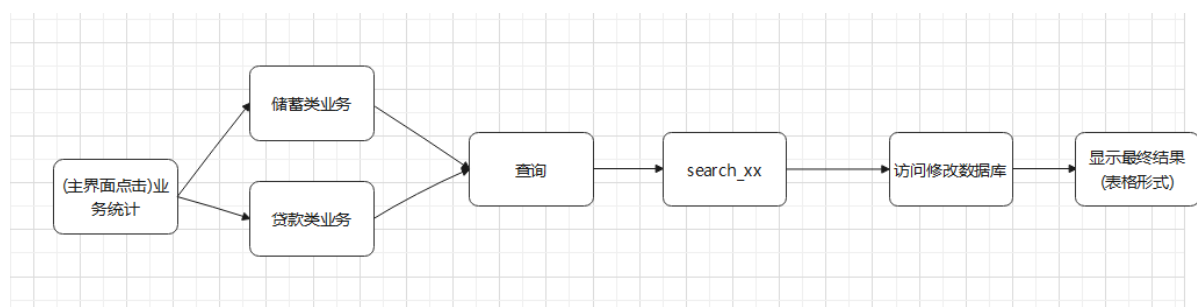 (主界面点击)业
务统计
储蓄类业务
贷款类业务
查询
search_xx
访问修改数据库
显示最终结果
(表格形式)